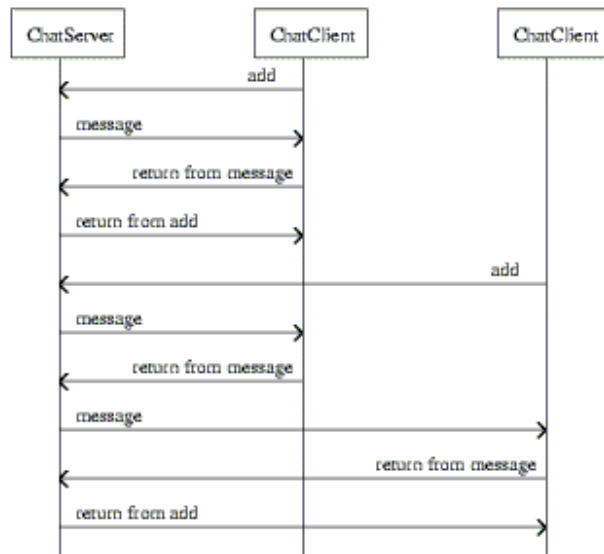 ChatServer
ChatClient
ChatClient
add
message
return from message
return from add
add
message
return from message
message
return from message
return from add